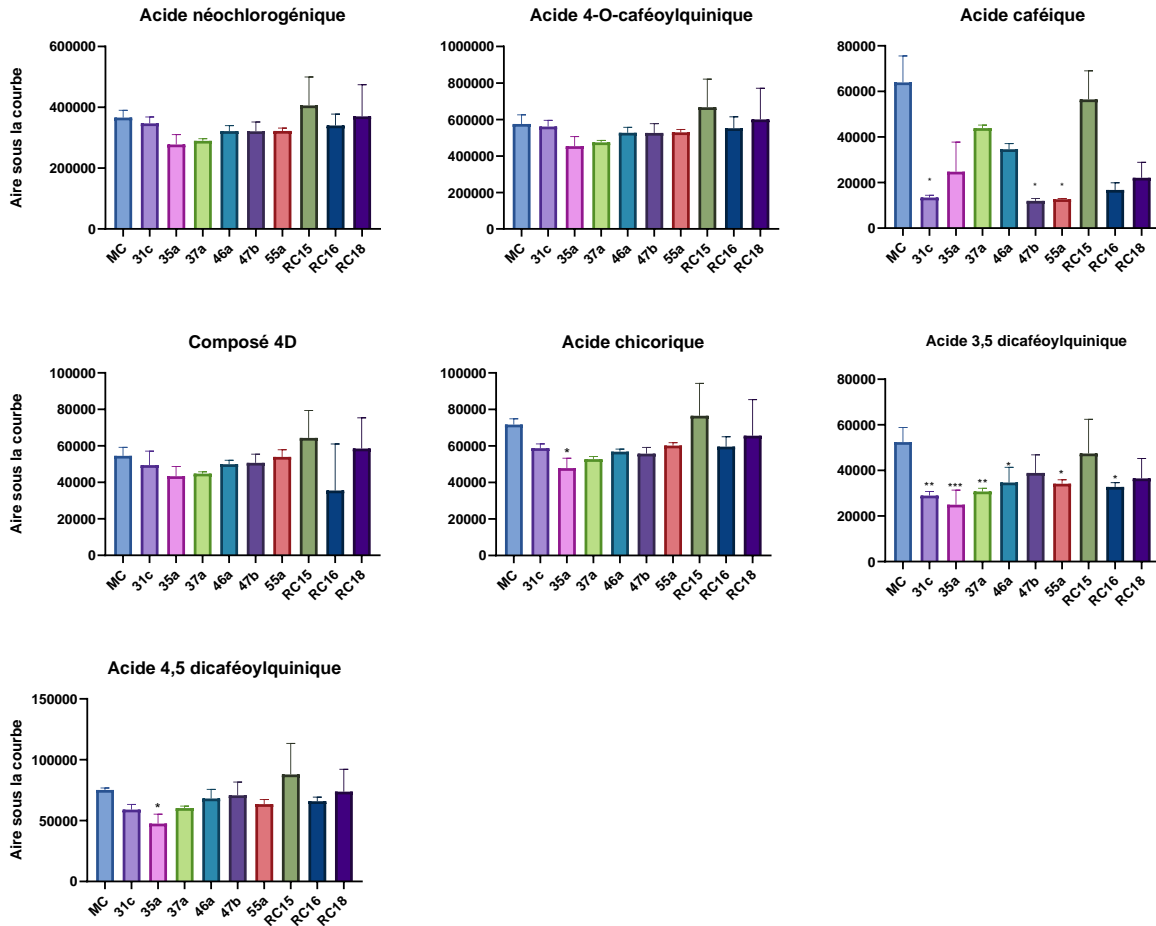 Acide néochlorogénique
Aire sous la courbe
600000
400000
200000
0
MC 31c 35a 37a 46a 47b 55a RC15 RC16 RC18
Acide 4-O-caféoylquinique
1000000
800000
600000
400000
200000
0
MC 31c 35a 37a 46a 47b 55a RC15 RC16 RC18
Acide caféique
80000
60000
40000
20000
0
* * *
MC 31c 35a 37a 46a 47b 55a RC15 RC16 RC18
Composé 4D
Aire sous la courbe
100000
80000
60000
40000
20000
0
MC 31c 35a 37a 46a 47b 55a RC15 RC16 RC18
Acide chicorique
100000
80000
60000
40000
20000
0
*
MC 31c 35a 37a 46a 47b 55a RC15 RC16 RC18
Acide 3,5 dicaféoylquinique
80000
60000
40000
20000
0
** *** ** * * *
MC 31c 35a 37a 46a 47b 55a RC15 RC16 RC18
Acide 4,5 dicaféoylquinique
Aire sous la courbe
150000
100000
50000
0
*
MC 31c 35a 37a 46a 47b 55a RC15 RC16 RC18